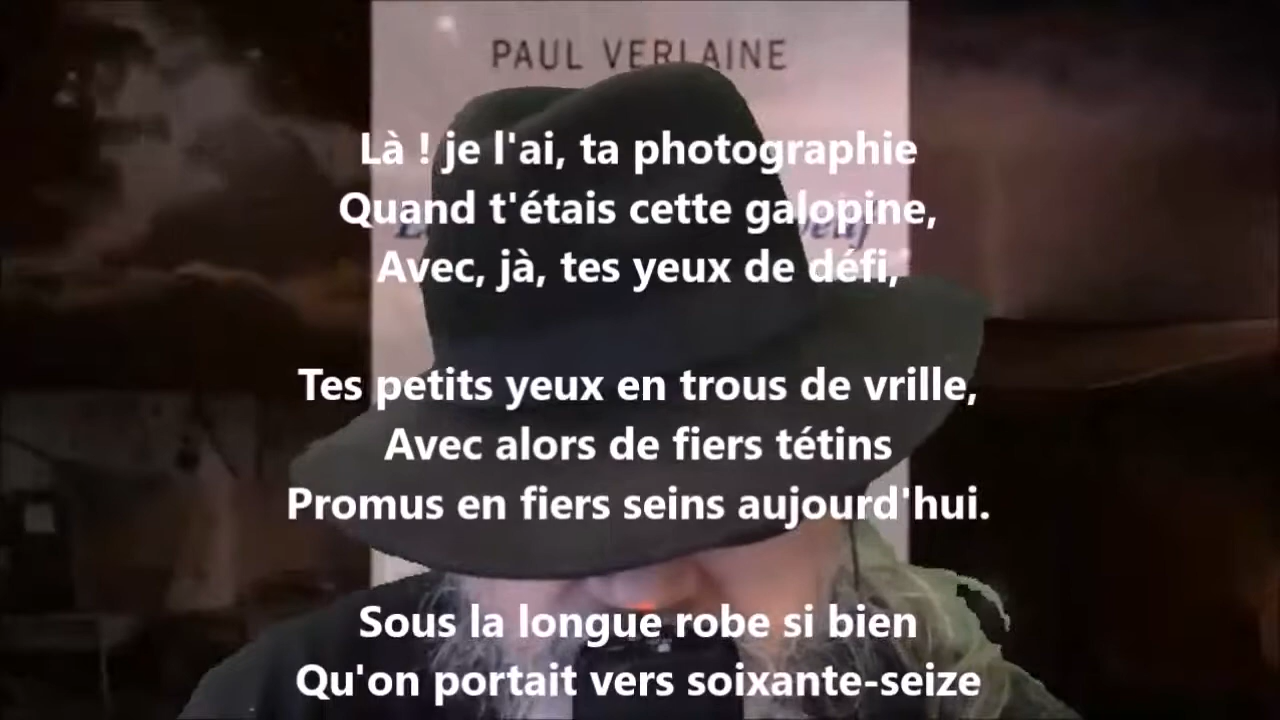 PAUL VERLAINE
Là ! je l'ai, ta photographie
Quand t'étais cette galopine,
Avec, jà, tes yeux de défi,
Tes petits yeux en trous de vrille,
Avec alors de fiers tétins
Promus en fiers seins aujourd'hui.
Sous la longue robe si bien
Qu'on portait vers soixante-seize